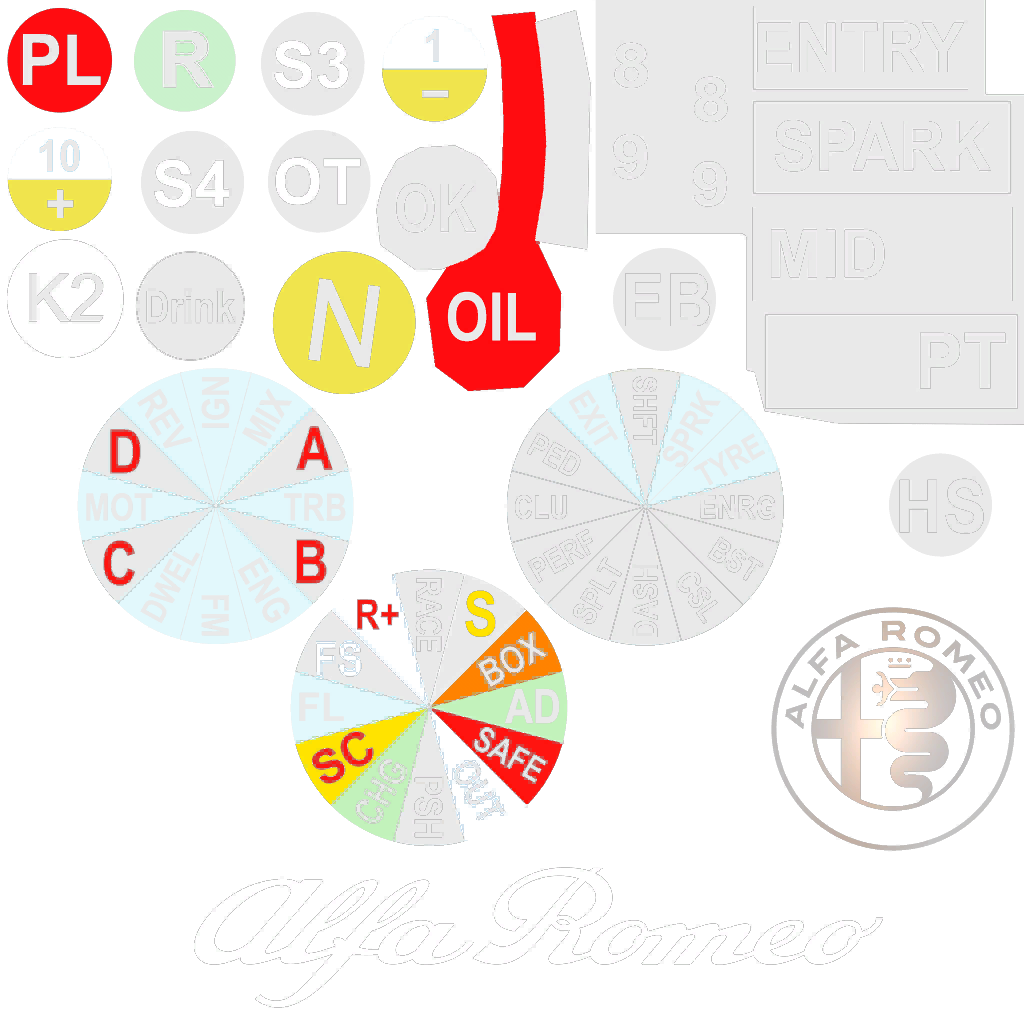 PL
R
S3
1
-
10
+
S4
OT
OK
K2
Drink
N
OIL
8
8
9
9
ENTRY
SPARK
MID
PT
EB
HS
IGN
MIX
A
TRB
B
ENG
FM
DWEL
C
MOT
D
REV
SHFT
SPRK
TYRE
ENRG
BST
CSL
DASH
SPLT
PERF
CLU
PED
EXIT
RACE
S
BOX
AD
SAFE
OUT
PSH
CHG
SC
FL
FS
R+
ALFA ROMEO
Alfa Romeo